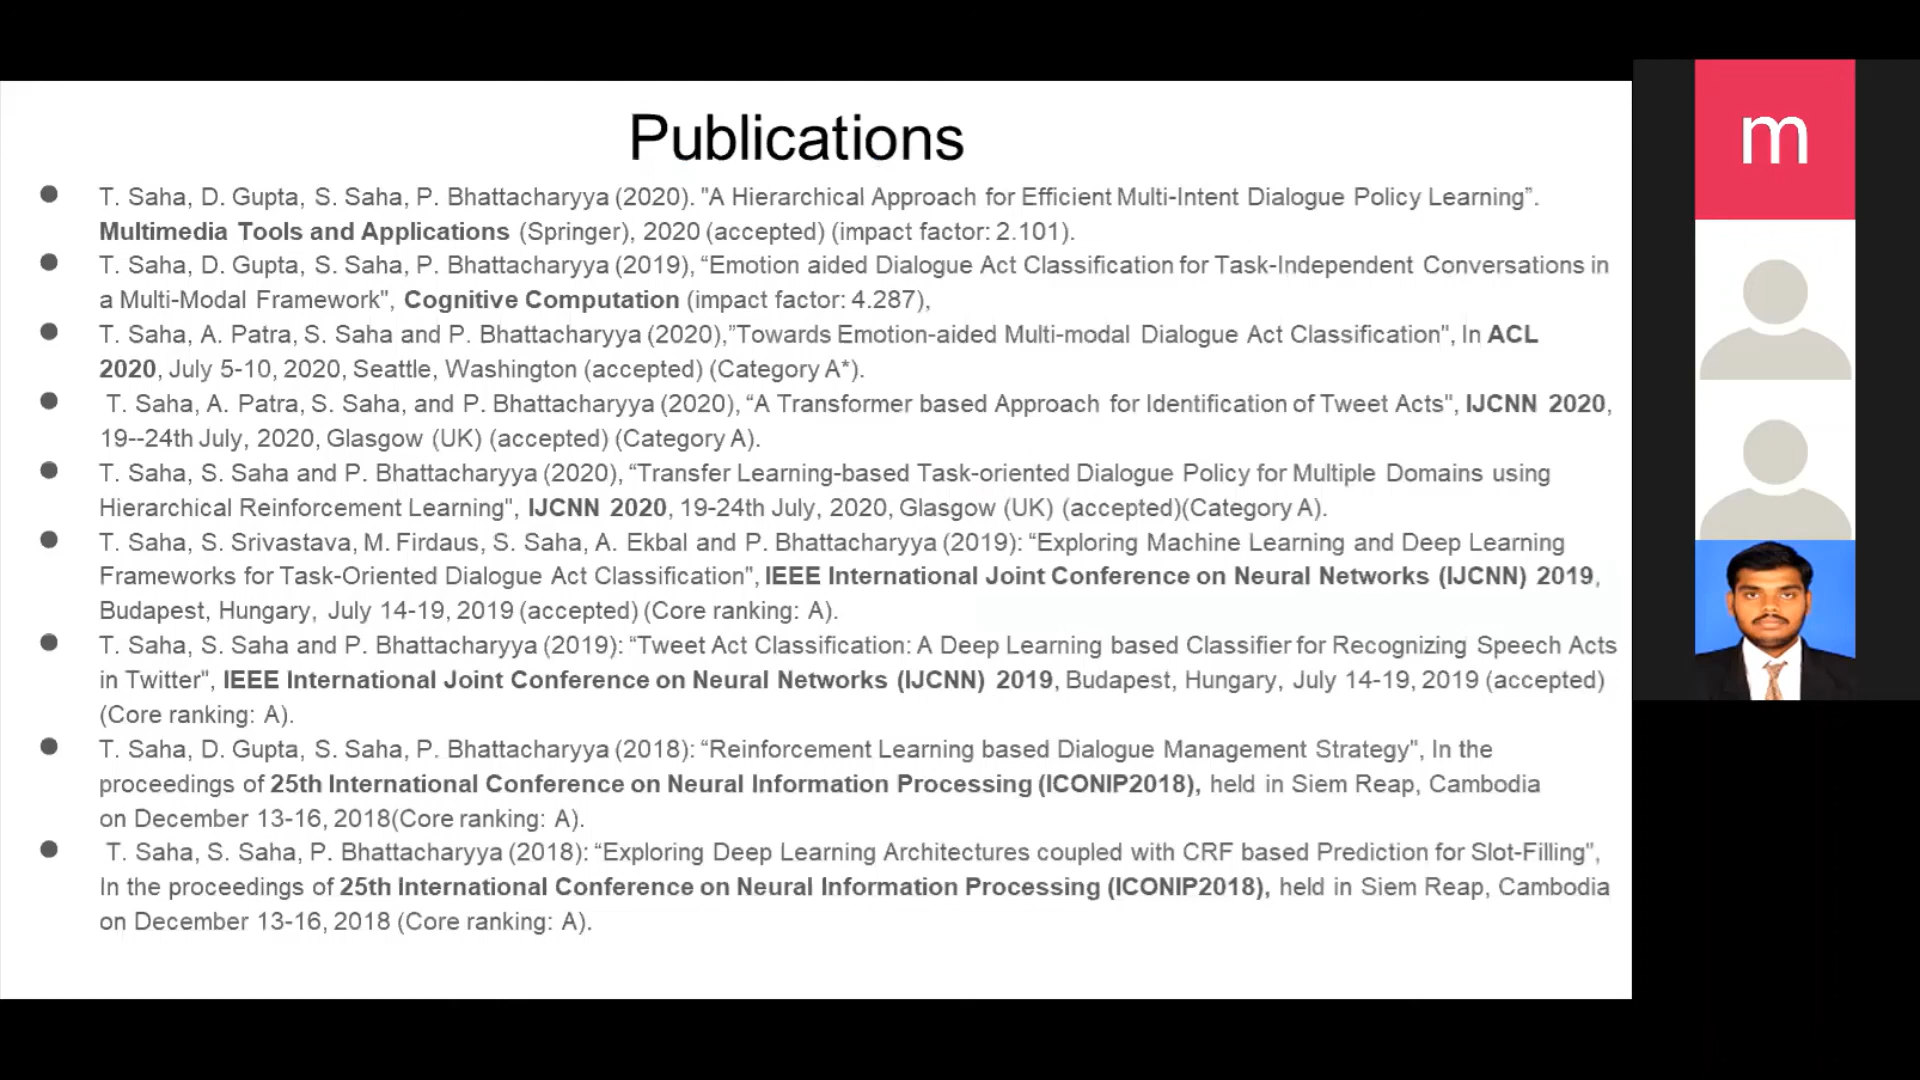 Publications
T. Saha, D. Gupta, S. Saha, P. Bhattacharyya (2020). "A Hierarchical Approach for Efficient Multi-Intent Dialogue Policy Learning”.
Multimedia Tools and Applications (Springer), 2020 (accepted) (impact factor: 2.101).
T. Saha, D. Gupta, S. Saha, P. Bhattacharyya (2019), “Emotion aided Dialogue Act Classification for Task-Independent Conversations in
a Multi-Modal Framework", Cognitive Computation (impact factor: 4.287),
T. Saha, A. Patra, S. Saha and P. Bhattacharyya (2020),”Towards Emotion-aided Multi-modal Dialogue Act Classification", In ACL
2020, July 5-10, 2020, Seattle, Washington (accepted) (Category A*).
T. Saha, A. Patra, S. Saha, and P. Bhattacharyya (2020), “A Transformer based Approach for Identification of Tweet Acts", IJCNN 2020,
19--24th July, 2020, Glasgow (UK) (accepted) (Category A).
T. Saha, S. Saha and P. Bhattacharyya (2020), “Transfer Learning-based Task-oriented Dialogue Policy for Multiple Domains using
Hierarchical Reinforcement Learning", IJCNN 2020, 19-24th July, 2020, Glasgow (UK) (accepted)(Category A).
T. Saha, S. Srivastava, M. Firdaus, S. Saha, A. Ekbal and P. Bhattacharyya (2019): “Exploring Machine Learning and Deep Learning
Frameworks for Task-Oriented Dialogue Act Classification", IEEE International Joint Conference on Neural Networks (IJCNN) 2019,
Budapest, Hungary, July 14-19, 2019 (accepted) (Core ranking: A).
T. Saha, S. Saha and P. Bhattacharyya (2019): “Tweet Act Classification: A Deep Learning based Classifier for Recognizing Speech Acts
in Twitter", IEEE International Joint Conference on Neural Networks (IJCNN) 2019, Budapest, Hungary, July 14-19, 2019 (accepted)
(Core ranking: A).
T. Saha, D. Gupta, S. Saha, P. Bhattacharyya (2018): “Reinforcement Learning based Dialogue Management Strategy", In the
proceedings of 25th International Conference on Neural Information Processing (ICONIP2018), held in Siem Reap, Cambodia
on December 13-16, 2018(Core ranking: A).
T. Saha, S. Saha, P. Bhattacharyya (2018): “Exploring Deep Learning Architectures coupled with CRF based Prediction for Slot-Filling",
In the proceedings of 25th International Conference on Neural Information Processing (ICONIP2018), held in Siem Reap, Cambodia
on December 13-16, 2018 (Core ranking: A).
m